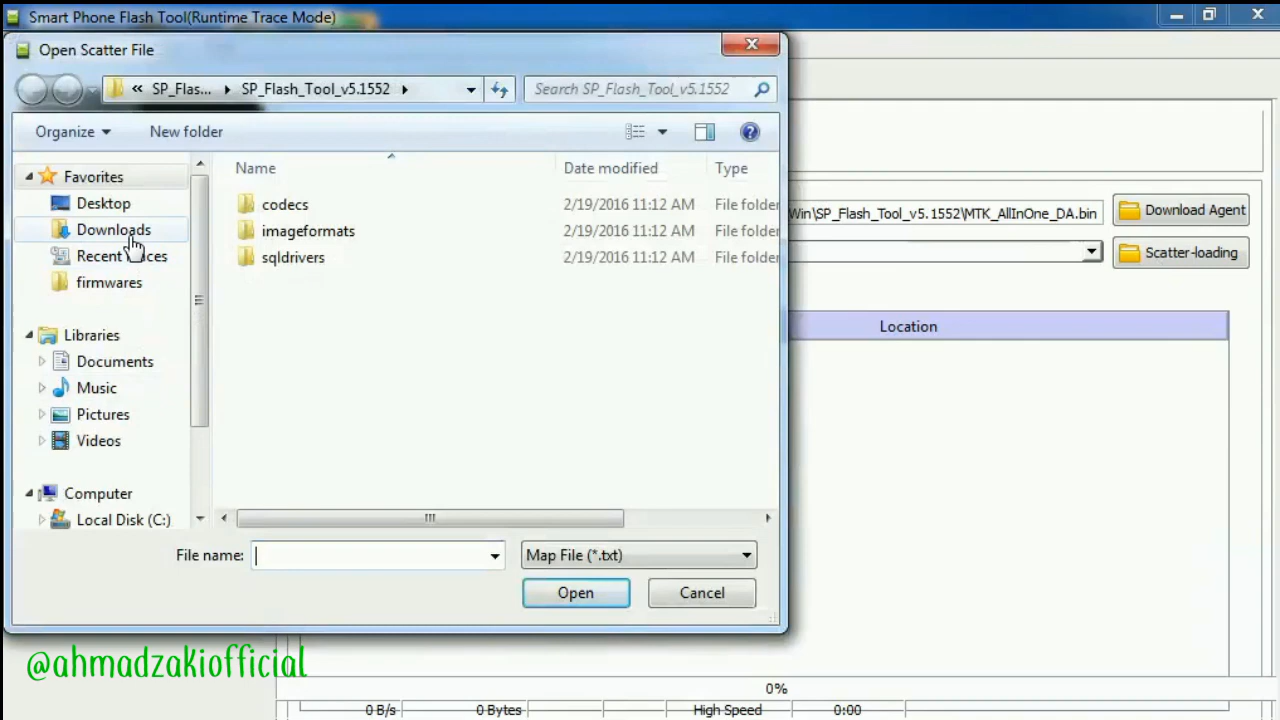 Smart Phone Flash Tool(Runtime Trace Mode)
Open Scatter File
« SP_Flas... SP_Flash_Tool_v5.1552
Search SP_Flash_Tool_v5.1552
Organize New folder
Favorites
Desktop
Downloads
Recent
firmwares
Libraries
Documents
Music
Pictures
Videos
Computer
Local Disk (C:)
Name Date modified Type
codecs 2/19/2016 11:12 AM File folder
imageformats 2/19/2016 11:12 AM File folder
sqldrivers 2/19/2016 11:12 AM File folder
File name: Map File (*.txt)
Open Cancel
Win\SP_Flash_Tool_v5.1552\MTK_AllInOne_DA.bin Download Agent
Scatter-loading
Location
@ahmadzakiofficial
0%
0 B/s 0 Bytes High Speed 0:00